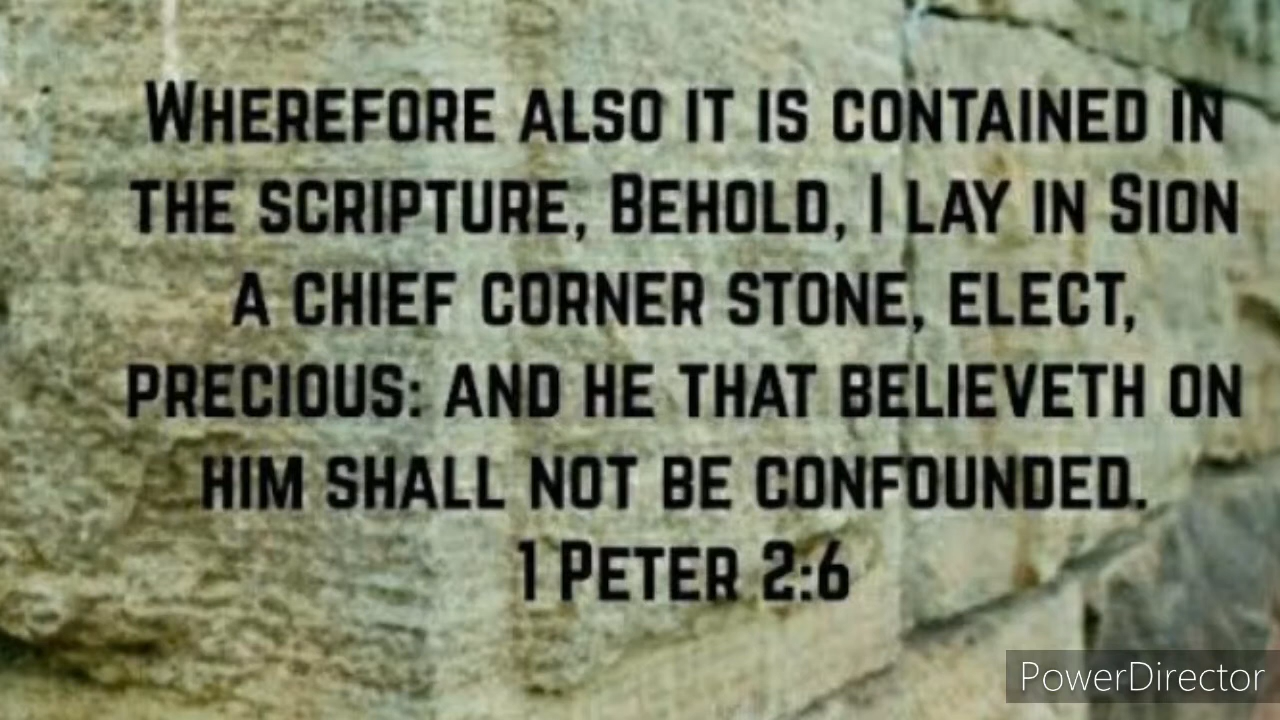 Wherefore also it is contained in
the scripture, Behold, I lay in Sion
a chief corner stone, elect,
precious: and he that believeth on
him shall not be confounded.
1 Peter 2:6
PowerDirector